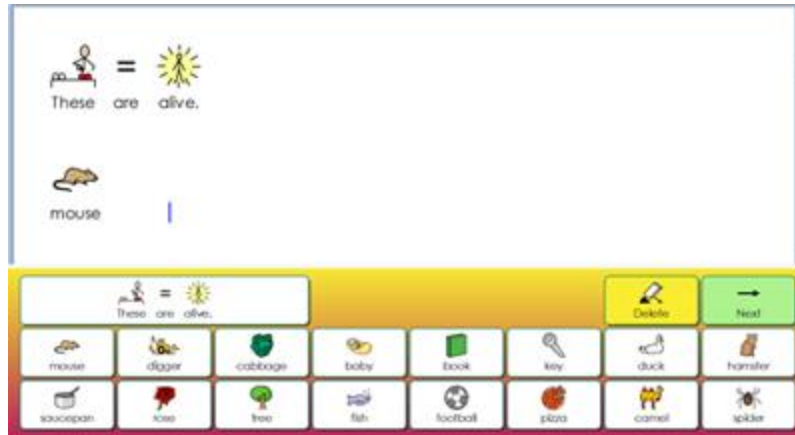 These are alive.
mouse
These are alive.
Delete
Next
mouse digger cabbage baby book key duck hamster
saucepan rose tree fish football pizza camel spider